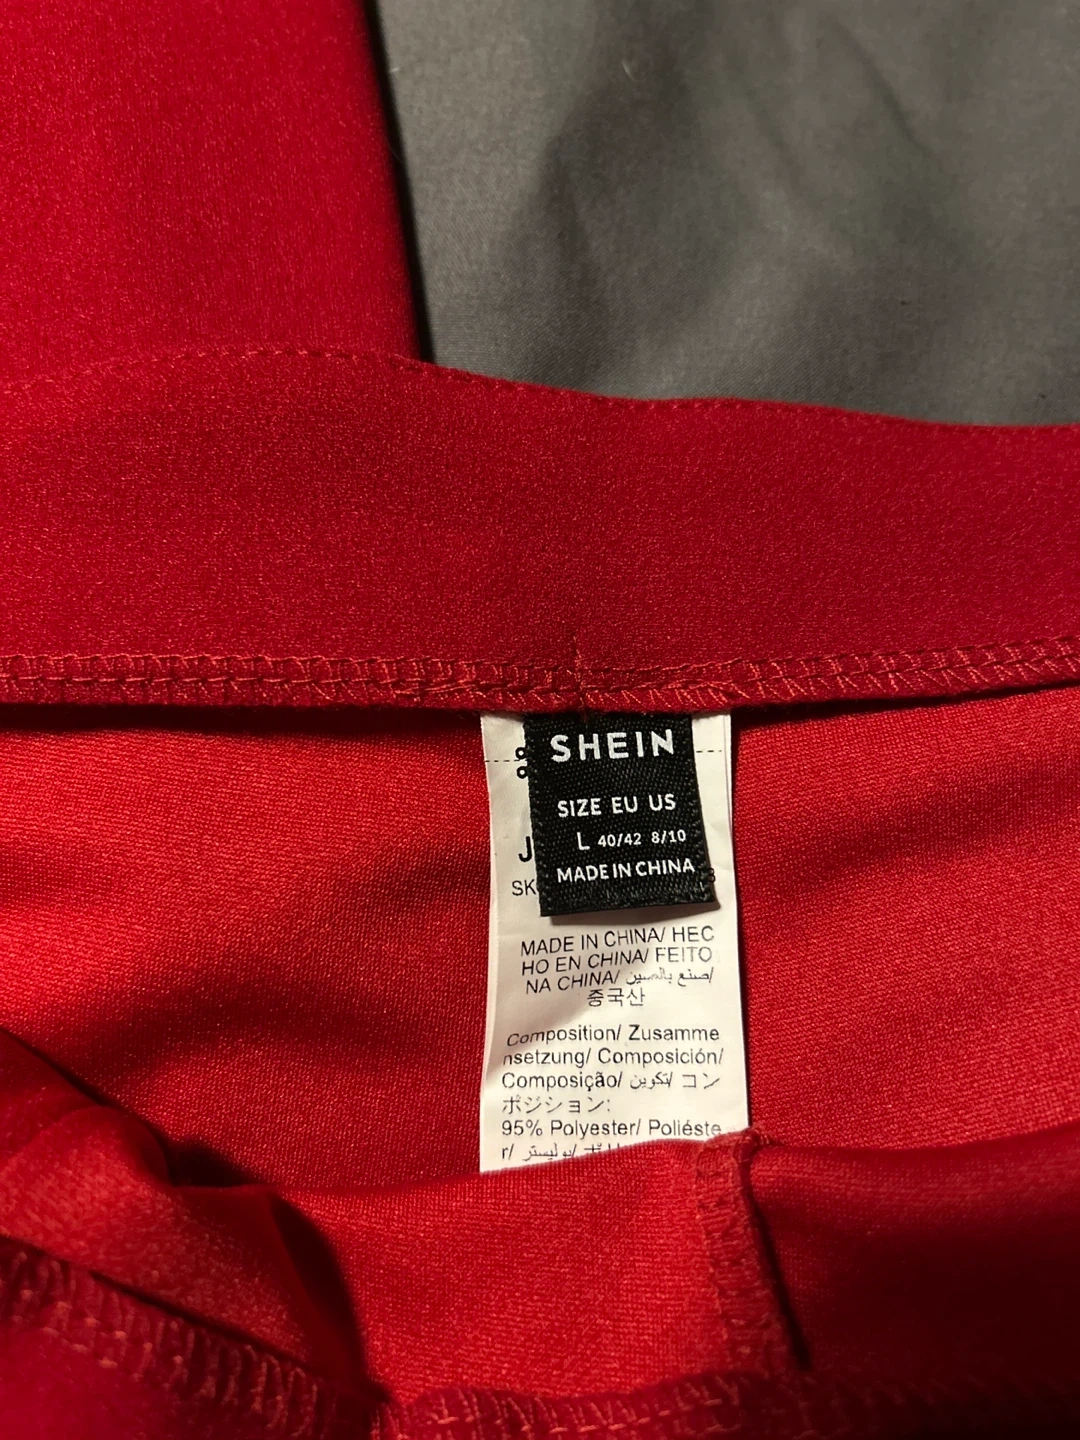 SHEIN
SIZE EU US
L 40/42 8/10
MADE IN CHINA
MADE IN CHINA/ HEC
HO EN CHINA/ FEITO
NA CHINA/ صنع بالصين/
중국산
Composition/ Zusamme
nsetzung/ Composición/
Composição/ تكوين/ コン
ポジション:
95% Polyester/ Polieste
r/ بوليستر/